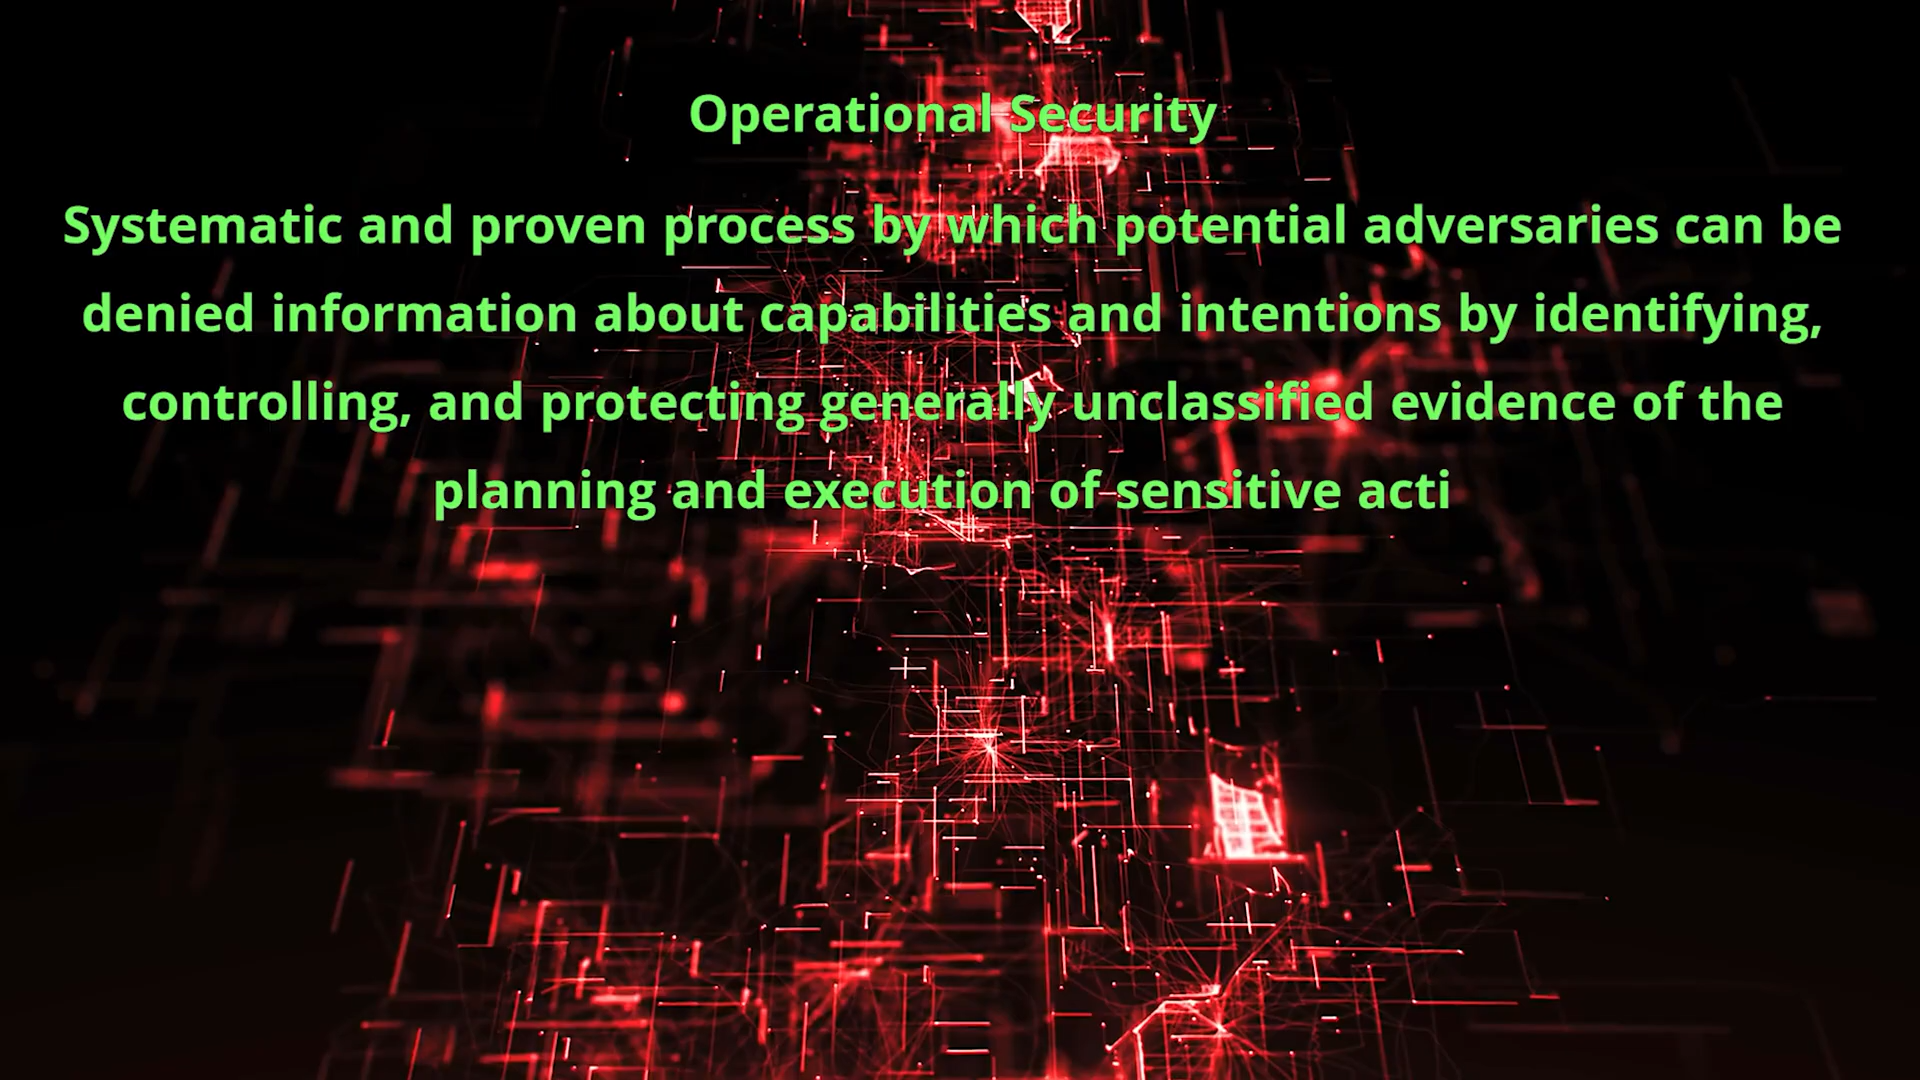 Operational Security
Systematic and proven process by which potential adversaries can be
denied information about capabilities and intentions by identifying,
controlling, and protecting generally unclassified evidence of the
planning and execution of sensitive acti